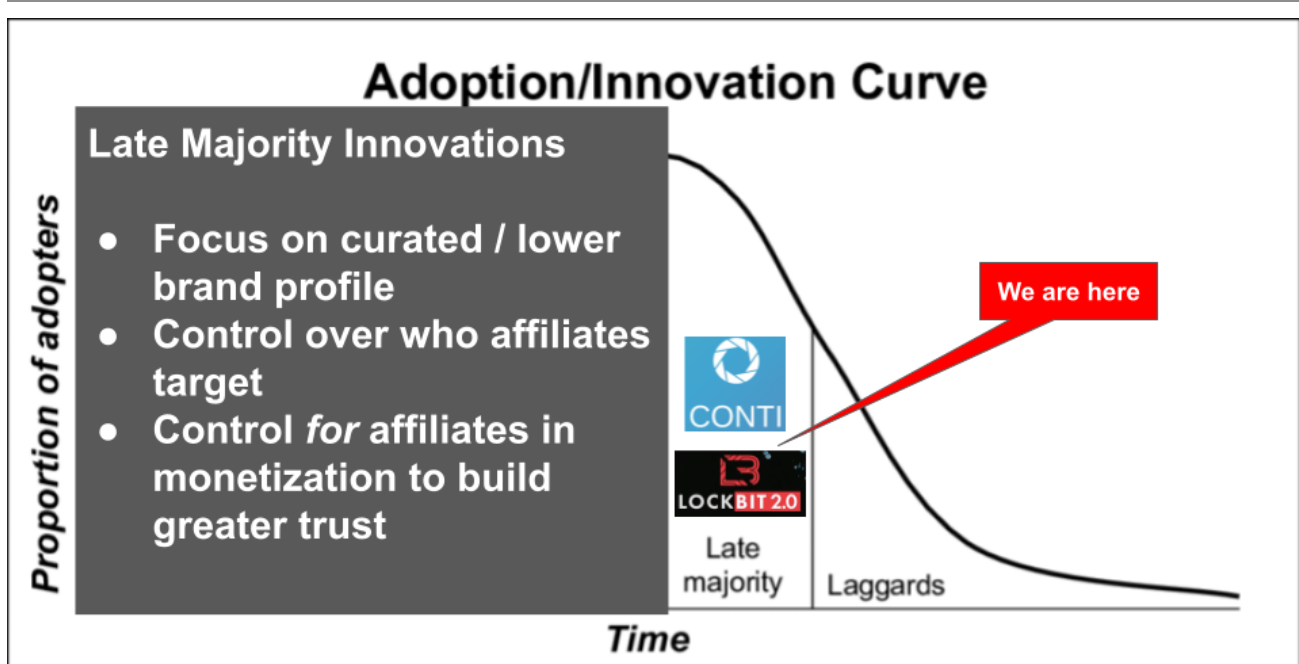 Adoption/Innovation Curve
Late Majority Innovations
● Focus on curated / lower
brand profile
● Control over who affiliates
target
● Control for affiliates in
monetization to build
greater trust
Proportion of adopters
We are here
CONTI
LOCKBIT 2.0
Late
majority
Laggards
Time